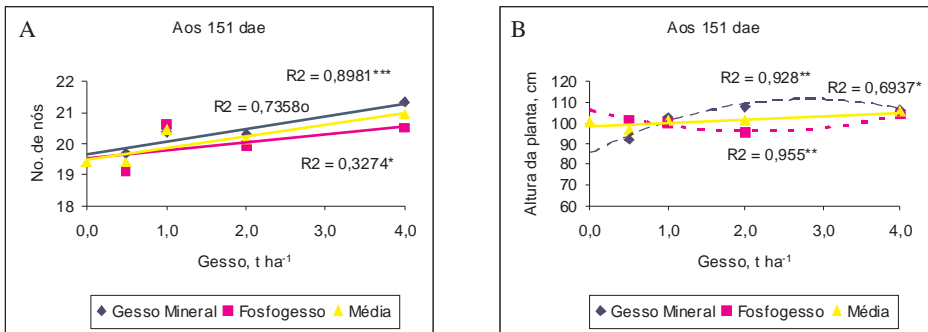 A
Aos 151 dae
No. de nós
22
21
20
19
18
R2 = 0,8981***
R2 = 0,7358o
R2 = 0,3274*
0,0 1,0 2,0 3,0 4,0
Gesso, t ha-1
Gesso Mineral Fosfogesso Média
B
Aos 151 dae
Altura da planta, cm
120
110
100
90
80
70
60
R2 = 0,928**
R2 = 0,6937*
R2 = 0,955**
0,0 1,0 2,0 3,0 4,0
Gesso, t ha-1
Gesso Mineral Fosfogesso Média